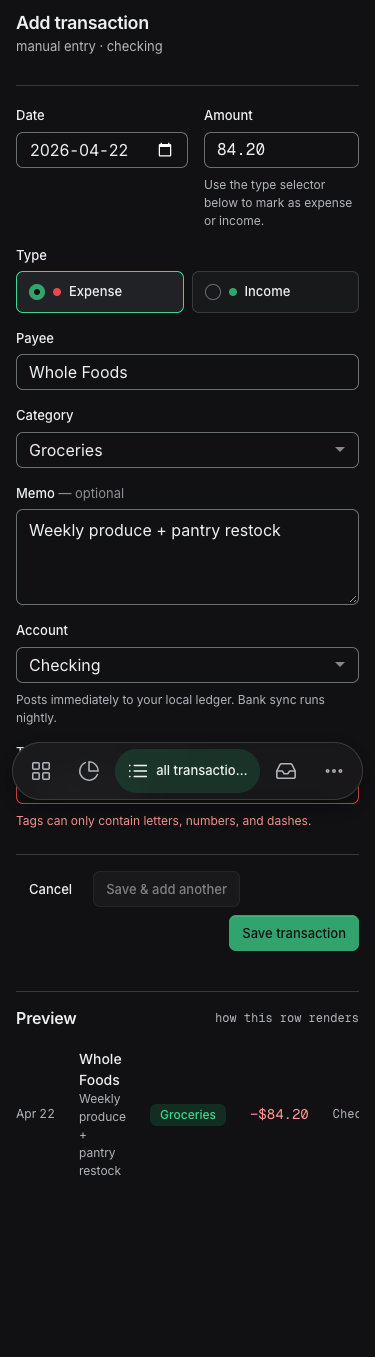 Add transaction
manual entry · checking
Date
Amount
2026-04-22
84.20
Use the type selector
below to mark as expense
or income.
Type
Expense
Income
Payee
Whole Foods
Category
Groceries
Memo — optional
Weekly produce + pantry restock
Account
Checking
Posts immediately to your local ledger. Bank sync runs
nightly.
all transactio...
Tags can only contain letters, numbers, and dashes.
Cancel
Save & add another
Save transaction
Preview
how this row renders
Apr 22
Whole
Foods
Weekly
produce
+
pantry
restock
Groceries
−$84.20